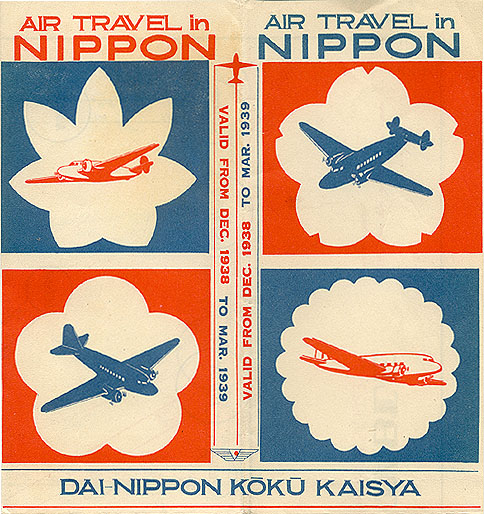 AIR TRAVEL in
NIPPON
AIR TRAVEL in
NIPPON
VALID FROM DEC. 1938 TO MAR. 1939
VALID FROM DEC. 1938 TO MAR. 1939
DAI-NIPPON KŌKŪ KAISYA